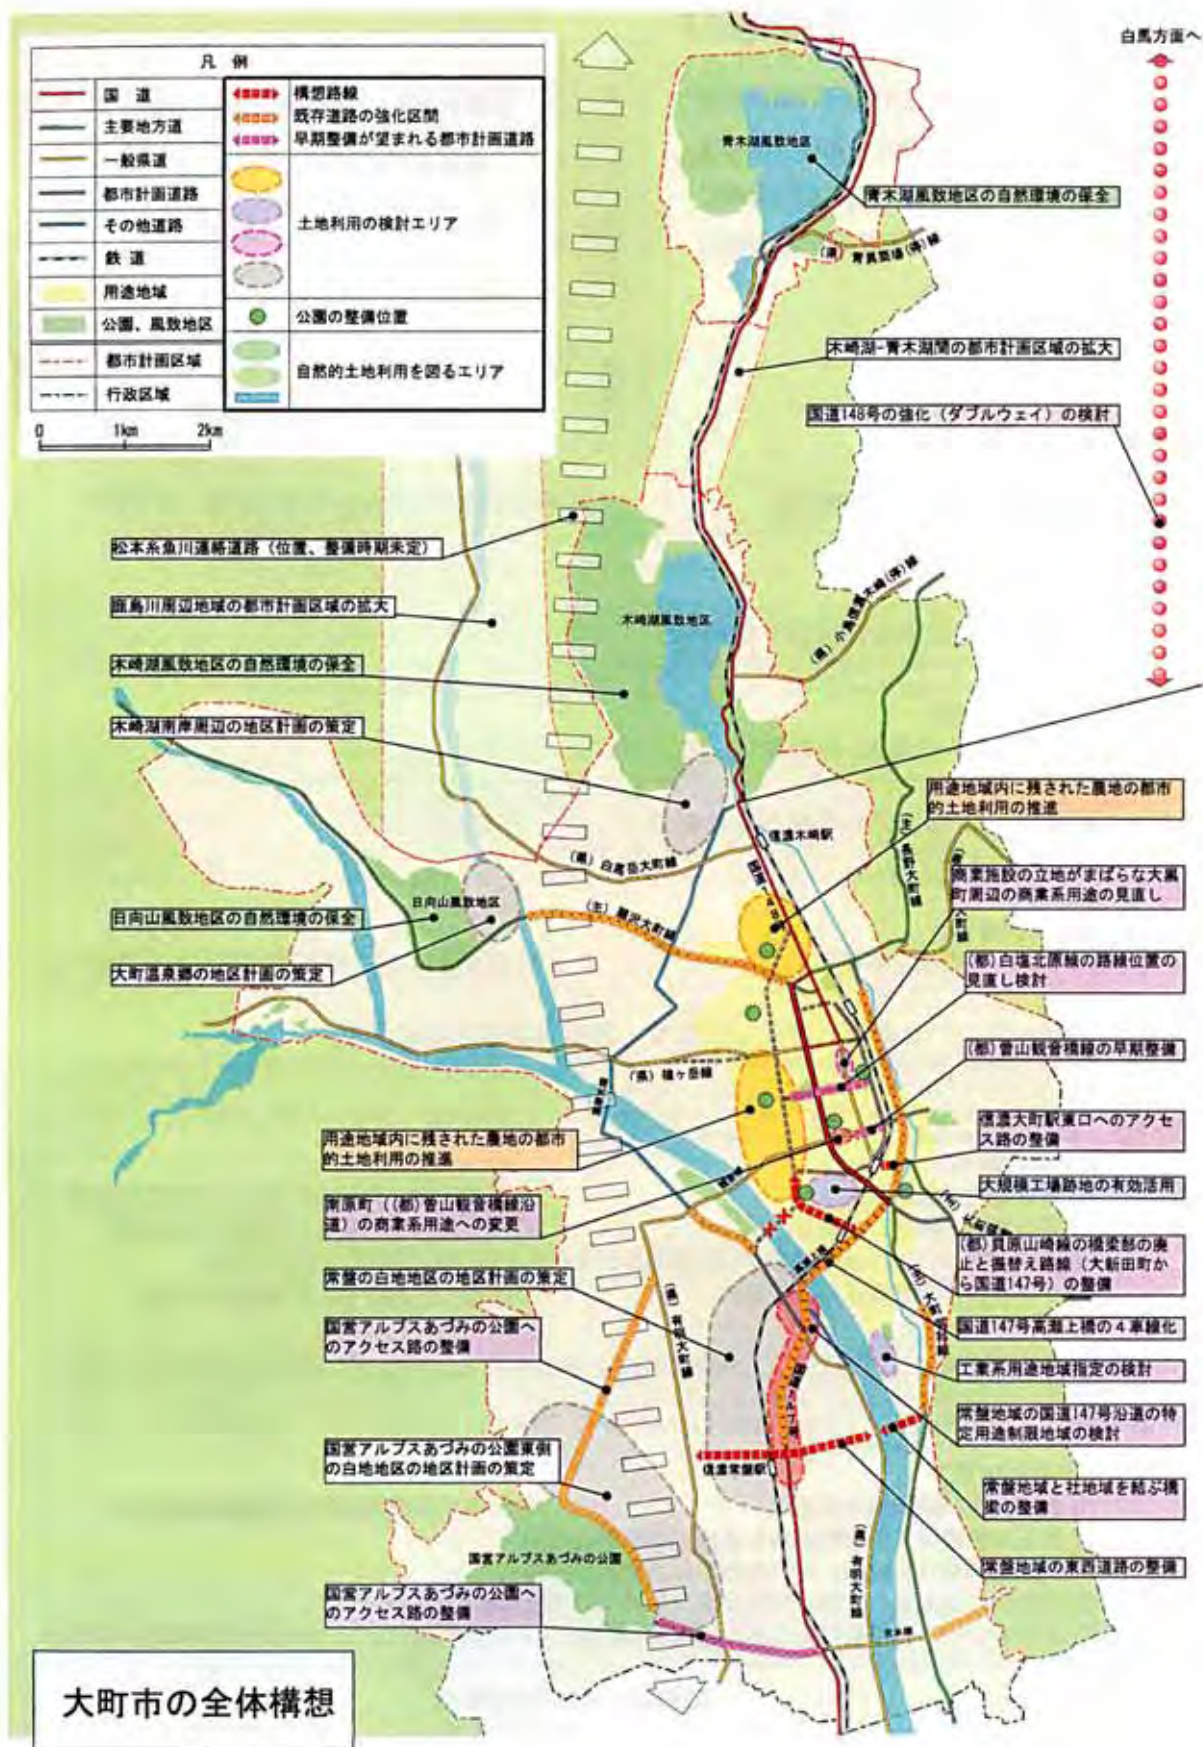 白馬方面へ
凡 例
国 道
主要地方道
一般県道
都市計画道路
その他道路
鉄 道
用途地域
公園、風致地区
都市計画区域
行政区域
構想路線
既存道路の強化区間
早期整備が望まれる都市計画道路
土地利用の検討エリア
公園の整備位置
自然的土地利用を図るエリア
0 1km 2km
青木湖風致地区
青木湖風致地区の自然環境の保全
木崎湖-青木湖間の都市計画区域の拡大
国道148号の強化（ダブルウェイ）の検討
松本糸魚川連絡道路（位置、整備時期未定）
鹿島川周辺地域の都市計画区域の拡大
木崎湖風致地区
木崎湖風致地区の自然環境の保全
木崎湖南岸周辺の地区計画の策定
用途地域内に残された農地の都市
的土地利用の推進
信濃木崎駅
(主) 長野大町線
商業施設の立地がまばらな大黒
町周辺の商業系用途の見直し
日向山風致地区
日向山風致地区の自然環境の保全
大町温泉郷の地区計画の策定
(都)白塩北原線の路線位置の
見直し検討
(都)曽山観音橋線の早期整備
信濃大町駅東口へのアクセ
ス路の整備
用途地域内に残された農地の都市
的土地利用の推進
大規模工場跡地の有効活用
南原町（(都)曽山観音橋線沿
道）の商業系用途への変更
(都)貝原山崎線の橋梁部の廃
止と振替え路線（大新田町か
ら国道147号）の整備
常盤の白地地区の地区計画の策定
国道147号高瀬上橋の４車線化
国営アルプスあづみの公園へ
のアクセス路の整備
(県) 有明大町線
工業系用途地域指定の検討
常盤地域の国道147号沿道の特
定用途制限地域の検討
国営アルプスあづみの公園東側
の白地地区の地区計画の策定
信濃常盤駅
常盤地域と社地域を結ぶ橋
梁の整備
国営アルプスあづみの公園
(県) 有明大町線
常盤地域の東西道路の整備
国営アルプスあづみの公園へ
のアクセス路の整備
大町市の全体構想